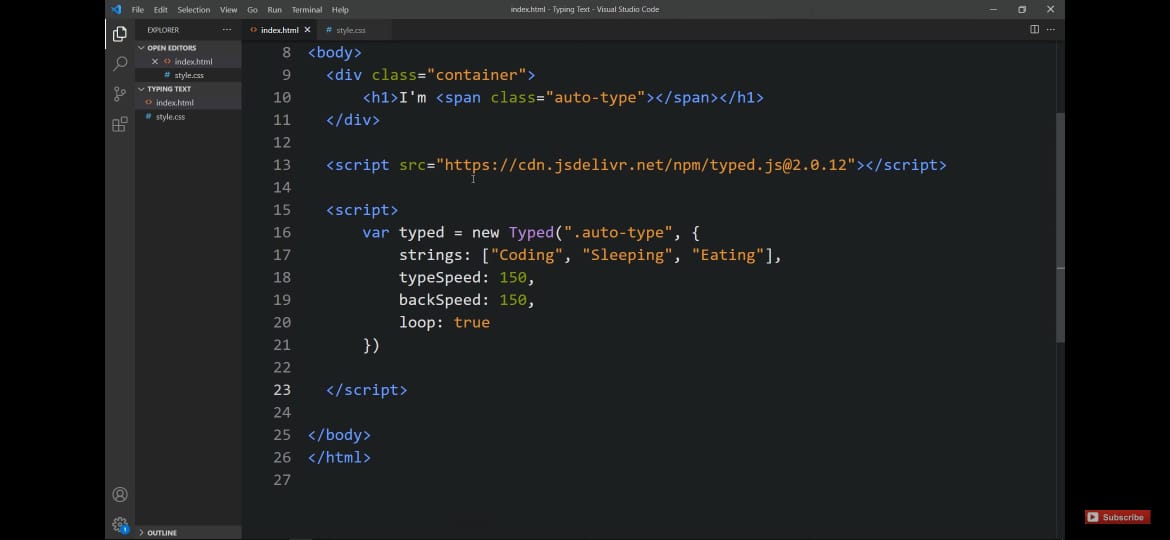 File Edit Selection View Go Run Terminal Help
index.html - Typing Text - Visual Studio Code
EXPLORER
index.html
style.css
OPEN EDITORS
index.html
style.css
TYPING TEXT
index.html
style.css
8 <body>
9 <div class="container">
10 <h1>I'm <span class="auto-type"></span></h1>
11 </div>
12
13 <script src="https://cdn.jsdelivr.net/npm/typed.js@2.0.12"></script>
14
15 <script>
16 var typed = new Typed(".auto-type", {
17 strings: ["Coding", "Sleeping", "Eating"],
18 typeSpeed: 150,
19 backSpeed: 150,
20 loop: true
21 })
22
23 </script>
24
25 </body>
26 </html>
27
1
OUTLINE
Subscribe